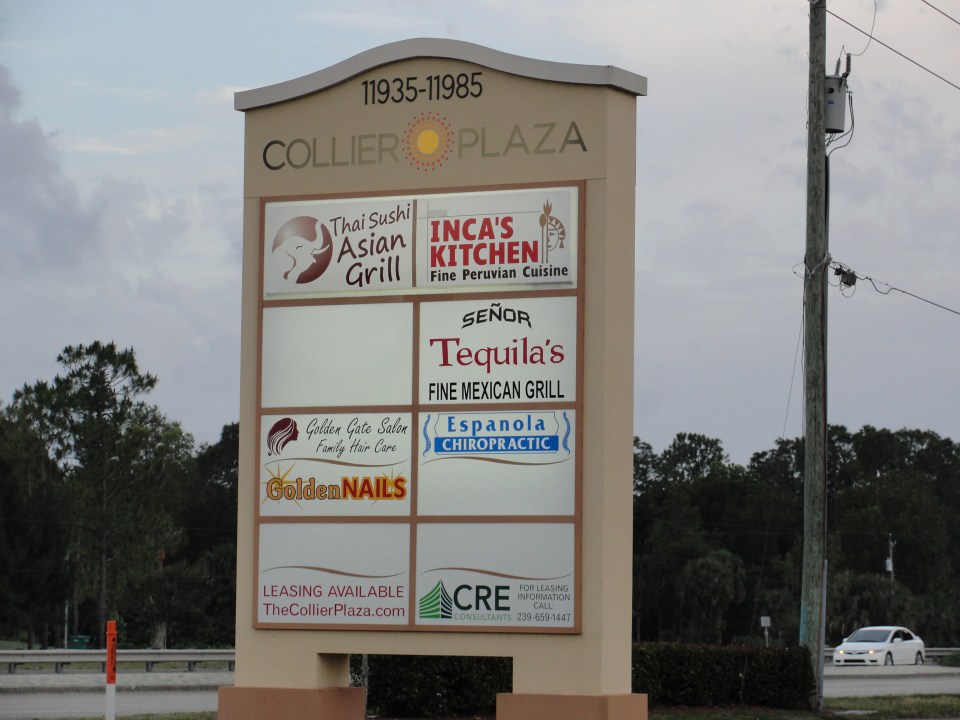 11935-11985
COLLIER PLAZA
Thai Sushi
Asian
Grill
INCA'S
KITCHEN
Fine Peruvian Cuisine
SEÑOR
Tequila's
FINE MEXICAN GRILL
Golden Gate Salon
Family Hair Care
GoldenNAILS
Espanola
CHIROPRACTIC
LEASING AVAILABLE
TheCollierPlaza.com
CRE
CONSULTANTS
FOR LEASING
INFORMATION
CALL
239-659-1447